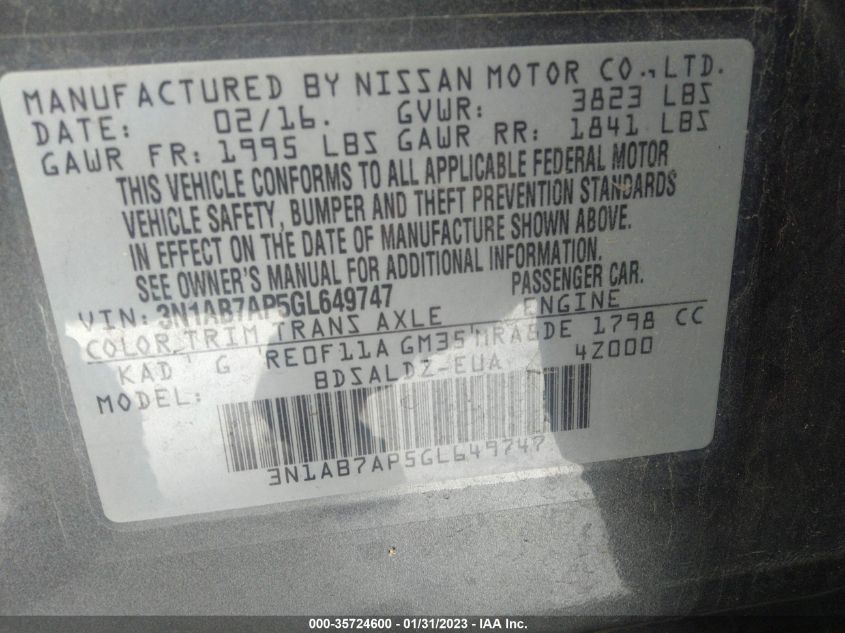 MANUFACTURED BY NISSAN MOTOR CO., LTD.
DATE: 02/16. GVWR: 3823 LBS
GAWR FR: 1995 LBS GAWR RR: 1841 LBS
THIS VEHICLE CONFORMS TO ALL APPLICABLE FEDERAL MOTOR
VEHICLE SAFETY, BUMPER AND THEFT PREVENTION STANDARDS
IN EFFECT ON THE DATE OF MANUFACTURE SHOWN ABOVE.
SEE OWNER'S MANUAL FOR ADDITIONAL INFORMATION.
VIN: 3N1AB7AP5GL649747 PASSENGER CAR.
COLOR TRIM TRANS AXLE ENGINE
KAD G RE0F11A GM35 MRA8DE 1798 CC
MODEL: BDSALDZ-EUA 4Z000
3N1AB7AP5GL649747
000-35724600 - 01/31/2023 - IAA Inc.